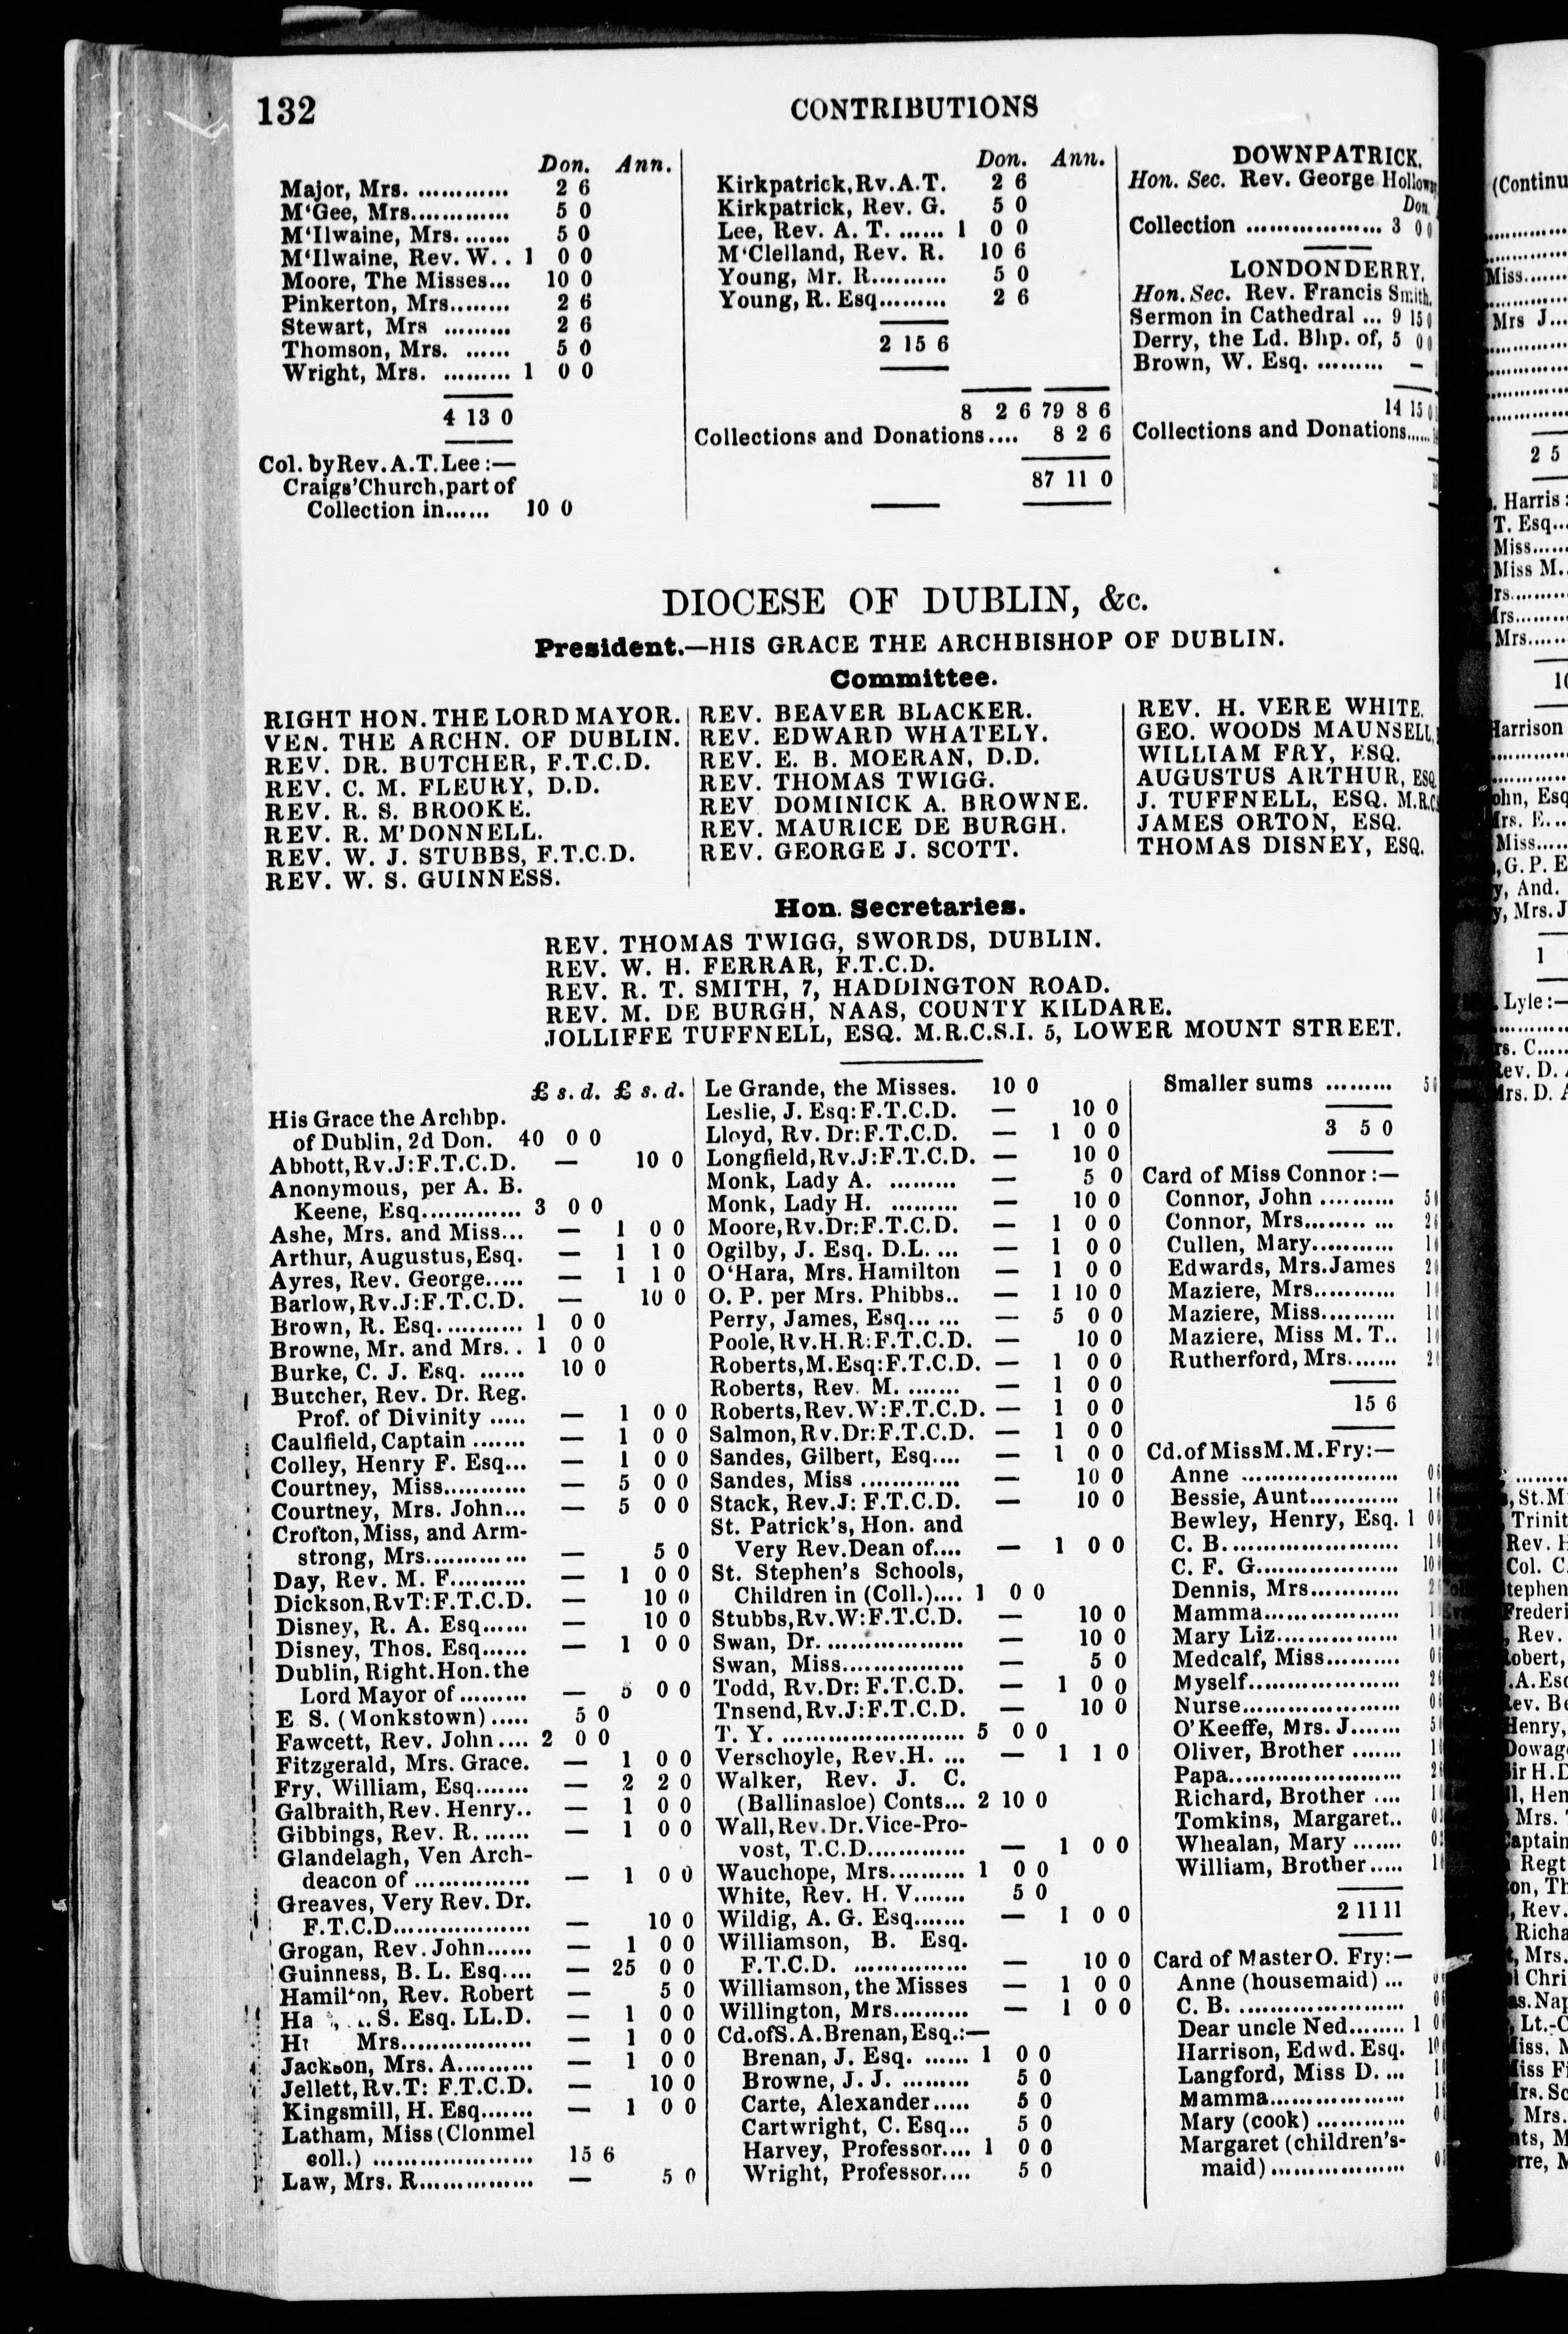 132
CONTRIBUTIONS
Don. Ann.
Major, Mrs. ............ 2 6
M‘Gee, Mrs............. 5 0
M‘Ilwaine, Mrs. ....... 5 0
M‘Ilwaine, Rev. W. . 1 0 0
Moore, The Misses... 10 0
Pinkerton, Mrs........ 2 6
Stewart, Mrs ......... 2 6
Thomson, Mrs. ...... 5 0
Wright, Mrs. ......... 1 0 0
4 13 0
Col. by Rev. A. T. Lee :—
Craigs' Church, part of
Collection in...... 10 0
Don. Ann.
Kirkpatrick, Rv. A.T. 2 6
Kirkpatrick, Rev. G. 5 0
Lee, Rev. A. T. ...... 1 0 0
M‘Clelland, Rev. R. 10 6
Young, Mr. R.......... 5 0
Young, R. Esq......... 2 6
2 15 6
8 2 6 79 8 6
Collections and Donations.... 8 2 6
87 11 0
DOWNPATRICK.
Hon. Sec. Rev. George
Don.
Collection .................. 3 0 0
LONDONDERRY.
Hon. Sec. Rev. Francis Smith.
Sermon in Cathedral ... 9 15 0
Derry, the Ld. Bhp. of, 5 0 0
Brown, W. Esq. ......... —
14 15 0
Collections and Donations......
DIOCESE OF DUBLIN, &c.
President.—HIS GRACE THE ARCHBISHOP OF DUBLIN.
Committee.
RIGHT HON. THE LORD MAYOR.
VEN. THE ARCHN. OF DUBLIN.
REV. DR. BUTCHER, F.T.C.D.
REV. C. M. FLEURY, D.D.
REV. R. S. BROOKE.
REV. R. M'DONNELL.
REV. W. J. STUBBS, F.T.C.D.
REV. W. S. GUINNESS.
REV. BEAVER BLACKER.
REV. EDWARD WHATELY.
REV. E. B. MOERAN, D.D.
REV. THOMAS TWIGG.
REV DOMINICK A. BROWNE.
REV. MAURICE DE BURGH.
REV. GEORGE J. SCOTT.
REV. H. VERE WHITE.
GEO. WOODS MAUNSELL,
WILLIAM FRY, ESQ.
AUGUSTUS ARTHUR, ESQ.
J. TUFFNELL, ESQ. M.R.C.
JAMES ORTON, ESQ.
THOMAS DISNEY, ESQ.
Hon. Secretaries.
REV. THOMAS TWIGG, SWORDS, DUBLIN.
REV. W. H. FERRAR, F.T.C.D.
REV. R. T. SMITH, 7, HADDINGTON ROAD.
REV. M. DE BURGH, NAAS, COUNTY KILDARE.
JOLLIFFE TUFFNELL, ESQ. M.R.C.S.I. 5, LOWER MOUNT STREET.
£ s. d. £ s. d.
His Grace the Archbp.
of Dublin, 2d Don. 40 0 0
Abbott, Rv. J: F.T.C.D. — 10 0
Anonymous, per A. B.
Keene, Esq............. 3 0 0
Ashe, Mrs. and Miss... — 1 0 0
Arthur, Augustus, Esq. — 1 1 0
Ayres, Rev. George..... — 1 1 0
Barlow, Rv. J: F.T.C.D. — 10 0
Brown, R. Esq........... 1 0 0
Browne, Mr. and Mrs. . 1 0 0
Burke, C. J. Esq. ...... 10 0
Butcher, Rev. Dr. Reg.
Prof. of Divinity ..... — 1 0 0
Caulfield, Captain ....... — 1 0 0
Colley, Henry F. Esq... — 1 0 0
Courtney, Miss........... — 5 0 0
Courtney, Mrs. John... — 5 0 0
Crofton, Miss, and Arm-
strong, Mrs............. — 5 0
Day, Rev. M. F.......... — 1 0 0
Dickson, Rv T: F.T.C.D. — 10 0
Disney, R. A. Esq...... — 10 0
Disney, Thos. Esq...... — 1 0 0
Dublin, Right. Hon. the
Lord Mayor of ......... — 5 0 0
E S. (Monkstown)..... 5 0
Fawcett, Rev. John.... 2 0 0
Fitzgerald, Mrs. Grace. — 1 0 0
Fry, William, Esq....... — 2 2 0
Galbraith, Rev. Henry.. — 1 0 0
Gibbings, Rev. R. ...... — 1 0 0
Glandelagh, Ven Arch-
deacon of ............... — 1 0 0
Greaves, Very Rev. Dr.
F.T.C.D.................. — 10 0
Grogan, Rev. John...... — 1 0 0
Guinness, B. L. Esq.... — 25 0 0
Hamilton, Rev. Robert — 5 0
S. Esq. LL.D. — 1 0 0
Mrs................. — 1 0 0
Jackson, Mrs. A.......... — 1 0 0
Jellett, Rv. T: F.T.C.D. — 10 0
Kingsmill, H. Esq....... — 1 0 0
Latham, Miss (Clonmel
coll.) ...................... 15 6
Law, Mrs. R............... — 5 0
Le Grande, the Misses. 10 0
Leslie, J. Esq: F.T.C.D. — 10 0
Lloyd, Rv. Dr: F.T.C.D. — 1 0 0
Longfield, Rv. J: F.T.C.D. — 10 0
Monk, Lady A. ......... — 5 0
Monk, Lady H. ......... — 10 0
Moore, Rv. Dr: F.T.C.D. — 1 0 0
Ogilby, J. Esq. D.L. ... — 1 0 0
O‘Hara, Mrs. Hamilton — 1 0 0
O. P. per Mrs. Phibbs.. — 1 10 0
Perry, James, Esq...... — 5 0 0
Poole, Rv. H. R: F.T.C.D. — 10 0
Roberts, M. Esq: F.T.C.D. — 1 0 0
Roberts, Rev. M. ....... — 1 0 0
Roberts, Rev. W: F.T.C.D. — 1 0 0
Salmon, Rv. Dr: F.T.C.D. — 1 0 0
Sandes, Gilbert, Esq.... — 1 0 0
Sandes, Miss ............. — 10 0
Stack, Rev. J: F.T.C.D. — 10 0
St. Patrick's, Hon. and
Very Rev. Dean of.... — 1 0 0
St. Stephen's Schools,
Children in (Coll.).... 1 0 0
Stubbs, Rv. W: F.T.C.D. — 10 0
Swan, Dr. ................... — 10 0
Swan, Miss................ — 5 0
Todd, Rv. Dr: F.T.C.D. — 1 0 0
Tnsend, Rv. J: F.T.C.D. — 10 0
T. Y. ......................... 5 0 0
Verschoyle, Rev. H. ... — 1 1 0
Walker, Rev. J. C.
(Ballinasloe) Conts... 2 10 0
Wall, Rev. Dr. Vice-Pro-
vost, T.C.D............. — 1 0 0
Wauchope, Mrs.......... 1 0 0
White, Rev. H. V....... 5 0
Wildig, A. G. Esq....... — 1 0 0
Williamson, B. Esq.
F.T.C.D. ................ — 10 0
Williamson, the Misses — 1 0 0
Willington, Mrs.......... — 1 0 0
Cd. of S. A. Brenan, Esq.:—
Brenan, J. Esq. ...... 1 0 0
Browne, J. J. ......... 5 0
Carte, Alexander..... 5 0
Cartwright, C. Esq... 5 0
Harvey, Professor.... 1 0 0
Wright, Professor.... 5 0
Smaller sums ......... 5 0
3 5 0
Card of Miss Connor :—
Connor, John .......... 5 0
Connor, Mrs........ ... 2 6
Cullen, Mary...........
Edwards, Mrs. James
Maziere, Mrs...........
Maziere, Miss..........
Maziere, Miss M. T..
Rutherford, Mrs.......
15 6
Cd. of Miss M. M. Fry :—
Anne .....................
Bessie, Aunt............
Bewley, Henry, Esq. 1
C. B.......................
C. F. G................... 10
Dennis, Mrs............
Mamma..................
Mary Liz................
Medcalf, Miss..........
Myself....................
Nurse.....................
O'Keeffe, Mrs. J.......
Oliver, Brother .......
Papa.......................
Richard, Brother ....
Tomkins, Margaret..
Whealan, Mary .......
William, Brother.....
2 11 11
Card of Master O. Fry :—
Anne (housemaid) ...
C. B. ......................
Dear uncle Ned........ 1
Harrison, Edwd. Esq.
Langford, Miss D. ...
Mamma..................
Mary (cook) ............
Margaret (children's-
maid)..................
(Continu
Miss
Mrs J...
2 5
Harris
T. Esq...
Miss......
Miss M.
Mrs.....
Harrison
Miss.....
G. P. E
And.
Mrs. J
1
Lyle :—